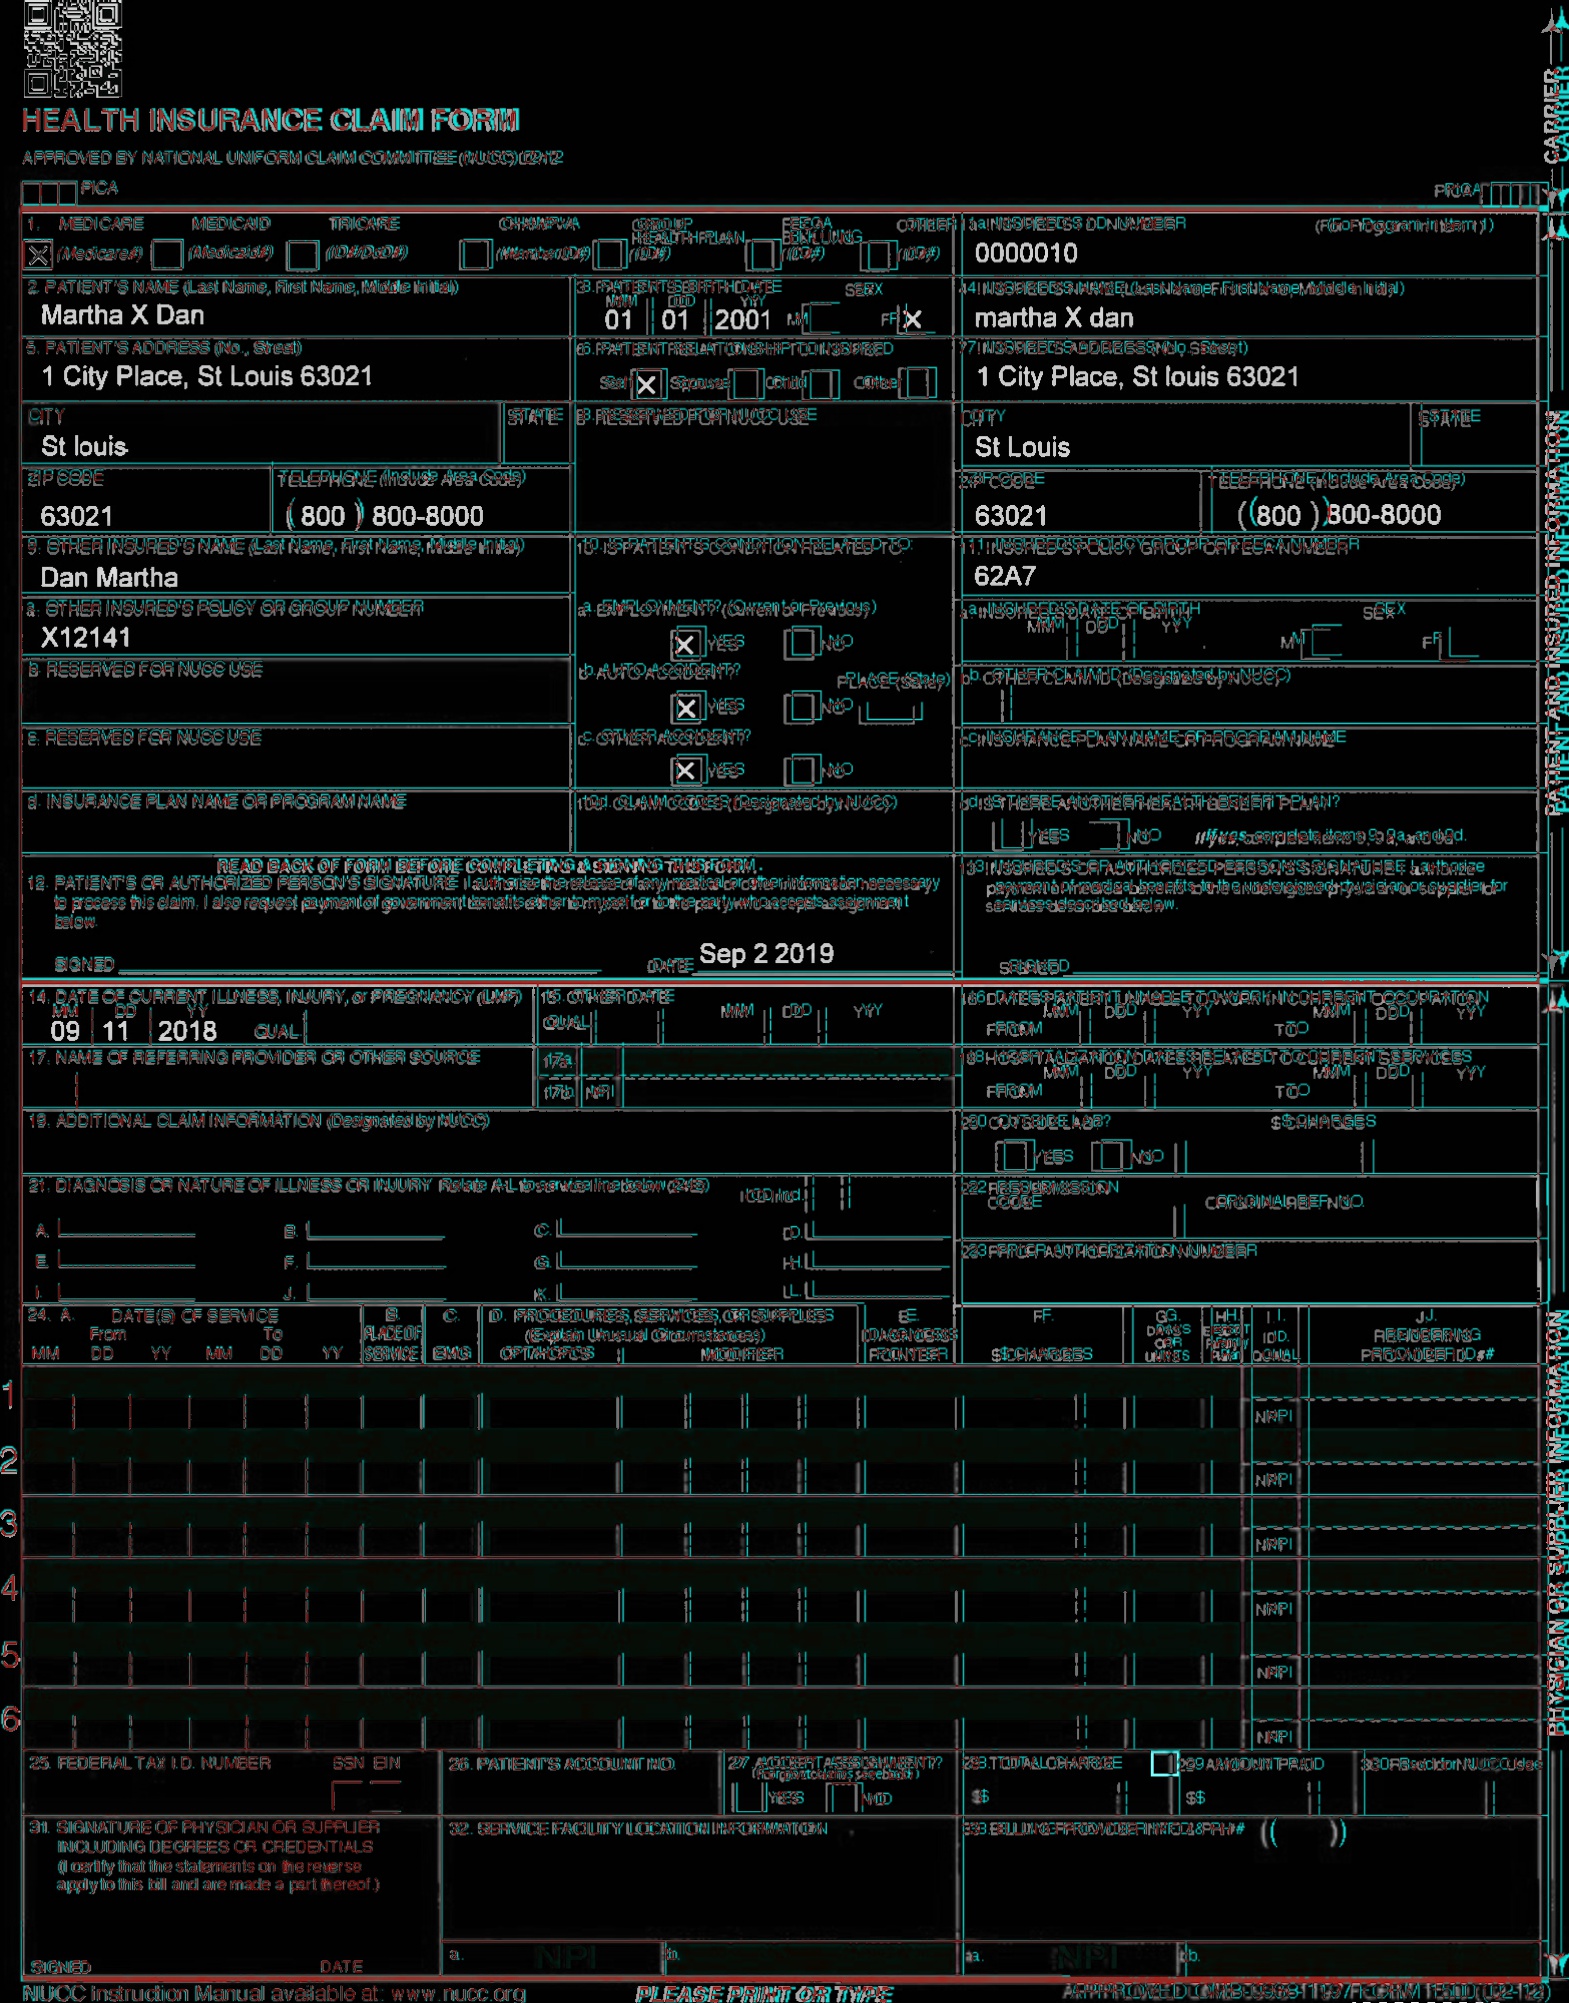 HEALTH INSURANCE CLAIM FORM
APPROVED BY NATIONAL UNIFORM CLAIM COMMITTEE (NUCC) 02/12
PICA PICA
1. MEDICARE MEDICAID TRICARE CHAMPVA GROUP HEALTH PLAN FECA BLK LUNG OTHER
(Medicare#) (Medicaid#) (ID#/DoD#) (Member ID#) (ID#) (ID#) (ID#)
1a. INSURED'S I.D. NUMBER (For Program in Item 1)
0000010
2. PATIENT'S NAME (Last Name, First Name, Middle Initial)
Martha X Dan
3. PATIENT'S BIRTH DATE SEX
MM DD YY
01 01 2001 M F X
4. INSURED'S NAME (Last Name, First Name, Middle Initial)
martha X dan
5. PATIENT'S ADDRESS (No., Street)
1 City Place, St Louis 63021
6. PATIENT RELATIONSHIP TO INSURED
Self X Spouse Child Other
7. INSURED'S ADDRESS (No., Street)
1 City Place, St louis 63021
CITY STATE
St louis
8. RESERVED FOR NUCC USE
CITY STATE
St Louis
ZIP CODE TELEPHONE (Include Area Code)
63021 ( 800 ) 800-8000
ZIP CODE TELEPHONE (Include Area Code)
63021 ( 800 ) 800-8000
9. OTHER INSURED'S NAME (Last Name, First Name, Middle Initial)
Dan Martha
10. IS PATIENT'S CONDITION RELATED TO:
11. INSURED'S POLICY GROUP OR FECA NUMBER
62A7
a. OTHER INSURED'S POLICY OR GROUP NUMBER
X12141
a. EMPLOYMENT? (Current or Previous)
X YES NO
a. INSURED'S DATE OF BIRTH SEX
MM DD YY M F
b. RESERVED FOR NUCC USE
b. AUTO ACCIDENT? PLACE (State)
X YES NO
b. OTHER CLAIM ID (Designated by NUCC)
c. RESERVED FOR NUCC USE
c. OTHER ACCIDENT?
X YES NO
c. INSURANCE PLAN NAME OR PROGRAM NAME
d. INSURANCE PLAN NAME OR PROGRAM NAME
10d. CLAIM CODES (Designated by NUCC)
d. IS THERE ANOTHER HEALTH BENEFIT PLAN?
YES NO If yes, complete items 9, 9a, and 9d.
READ BACK OF FORM BEFORE COMPLETING & SIGNING THIS FORM.
12. PATIENT'S OR AUTHORIZED PERSON'S SIGNATURE I authorize the release of any medical or other information necessary
to process this claim. I also request payment of government benefits either to myself or to the party who accepts assignment
below.
SIGNED DATE Sep 2 2019
13. INSURED'S OR AUTHORIZED PERSON'S SIGNATURE I authorize
payment of medical benefits to the undersigned physician or supplier for
services described below.
SIGNED
14. DATE OF CURRENT ILLNESS, INJURY, or PREGNANCY (LMP)
MM DD YY
09 11 2018 QUAL.
15. OTHER DATE
QUAL. MM DD YY
16. DATES PATIENT UNABLE TO WORK IN CURRENT OCCUPATION
MM DD YY MM DD YY
FROM TO
17. NAME OF REFERRING PROVIDER OR OTHER SOURCE
17a.
17b. NPI
18. HOSPITALIZATION DATES RELATED TO CURRENT SERVICES
MM DD YY MM DD YY
FROM TO
19. ADDITIONAL CLAIM INFORMATION (Designated by NUCC)
20. OUTSIDE LAB? $ CHARGES
YES NO
21. DIAGNOSIS OR NATURE OF ILLNESS OR INJURY Relate A-L to service line below (24E) ICD Ind.
A. B. C. D.
E. F. G. H.
I. J. K. L.
22. RESUBMISSION CODE ORIGINAL REF. NO.
23. PRIOR AUTHORIZATION NUMBER
24. A. DATE(S) OF SERVICE B. C. D. PROCEDURES, SERVICES, OR SUPPLIES E. F. G. H. I. J.
From To PLACE OF (Explain Unusual Circumstances) DIAGNOSIS DAYS OR UNITS EPSDT Family Plan ID. RENDERING
MM DD YY MM DD YY SERVICE EMG CPT/HCPCS MODIFIER POINTER $ CHARGES QUAL. PROVIDER ID. #
1 NPI
2 NPI
3 NPI
4 NPI
5 NPI
6 NPI
25. FEDERAL TAX I.D. NUMBER SSN EIN
26. PATIENT'S ACCOUNT NO.
27. ACCEPT ASSIGNMENT?
(For govt. claims, see back)
YES NO
28. TOTAL CHARGE
$
29. AMOUNT PAID
$
30. Rsvd for NUCC Use
31. SIGNATURE OF PHYSICIAN OR SUPPLIER
INCLUDING DEGREES OR CREDENTIALS
(I certify that the statements on the reverse
apply to this bill and are made a part thereof.)
SIGNED DATE
32. SERVICE FACILITY LOCATION INFORMATION
a. NPI b.
33. BILLING PROVIDER INFO & PH # ( )
a. NPI b.
NUCC Instruction Manual available at: www.nucc.org
PLEASE PRINT OR TYPE
APPROVED OMB-0938-1197 FORM 1500 (02-12)
CARRIER
PATIENT AND INSURED INFORMATION
PHYSICIAN OR SUPPLIER INFORMATION